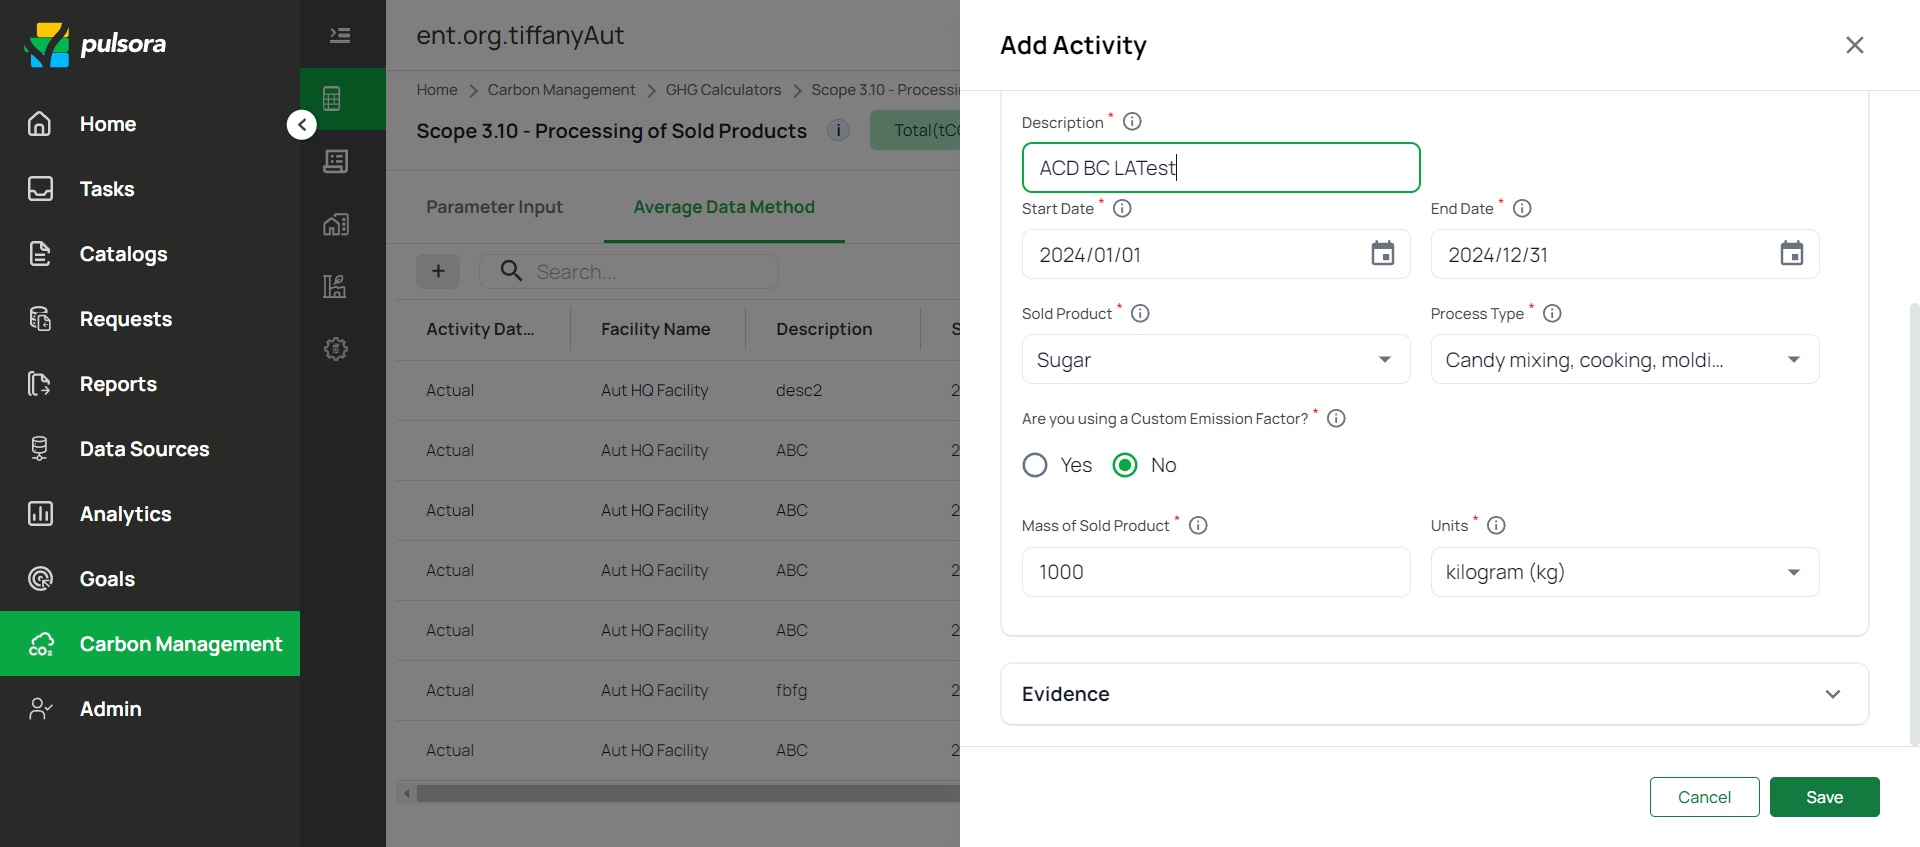 pulsora
Home
Tasks
Catalogs
Requests
Reports
Data Sources
Analytics
Goals
Carbon Management
Admin
ent.org.tiffanyAut
Home > Carbon Management > GHG Calculators > Scope 3.10 - Processi
Scope 3.10 - Processing of Sold Products i Total(tCO
Parameter Input Average Data Method
+ Search...
Activity Dat... Facility Name Description S
Actual Aut HQ Facility desc2 2
Actual Aut HQ Facility ABC 2
Actual Aut HQ Facility ABC 2
Actual Aut HQ Facility ABC 2
Actual Aut HQ Facility ABC 2
Actual Aut HQ Facility fbfg 2
Actual Aut HQ Facility ABC 2
Add Activity
Description *
ACD BC LATest
Start Date * End Date *
2024/01/01 2024/12/31
Sold Product * Process Type *
Sugar Candy mixing, cooking, moldi...
Are you using a Custom Emission Factor? *
Yes No
Mass of Sold Product * Units *
1000 kilogram (kg)
Evidence
Cancel Save